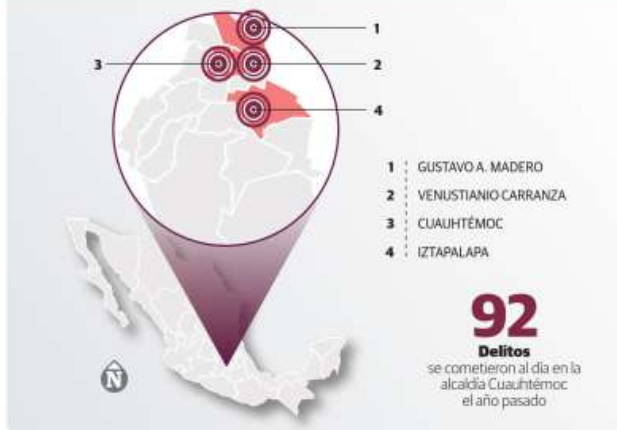 1
3
2
4
1 GUSTAVO A. MADERO
2 VENUSTIANIO CARRANZA
3 CUAUHTÉMOC
4 IZTAPALAPA
92
Delitos
se cometieron al día en la
alcaldía Cuauhtémoc
el año pasado
N